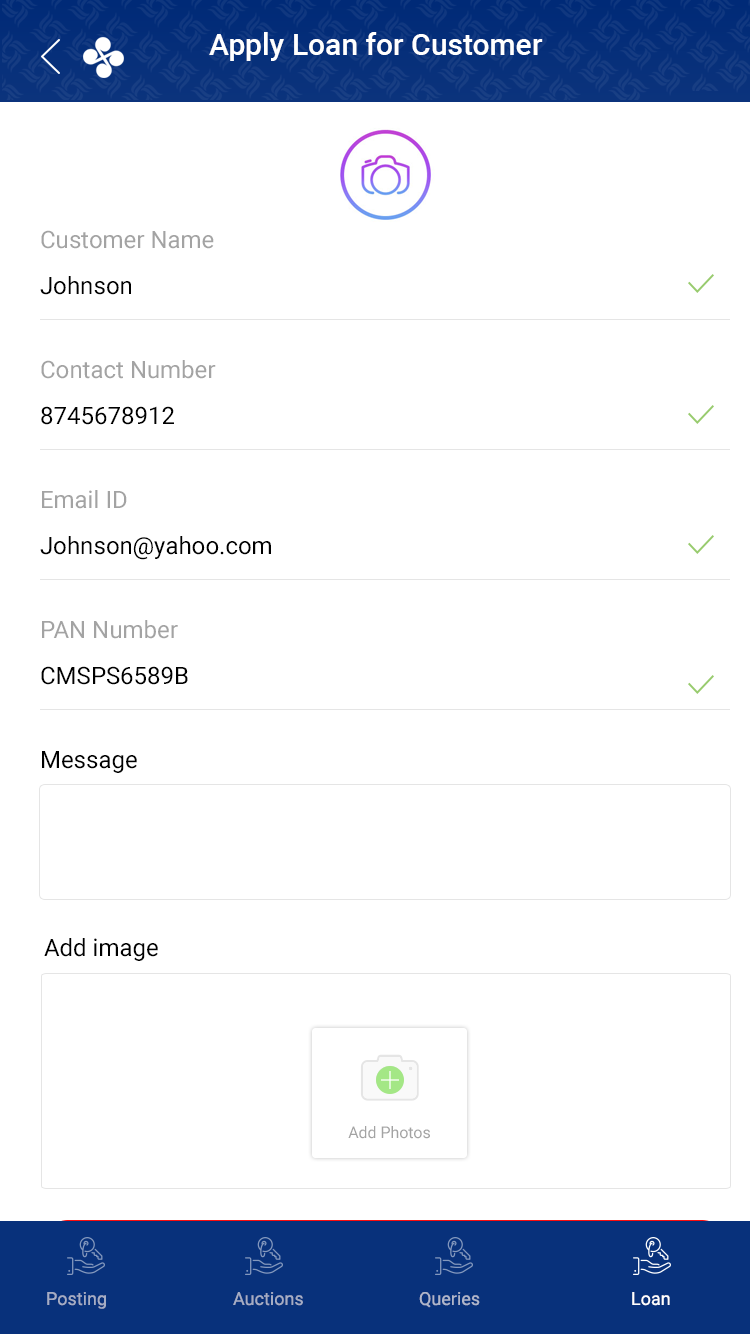 Apply Loan for Customer
Customer Name
Johnson
Contact Number
8745678912
Email ID
Johnson@yahoo.com
PAN Number
CMSPS6589B
Message
Add image
Add Photos
Posting
Auctions
Queries
Loan